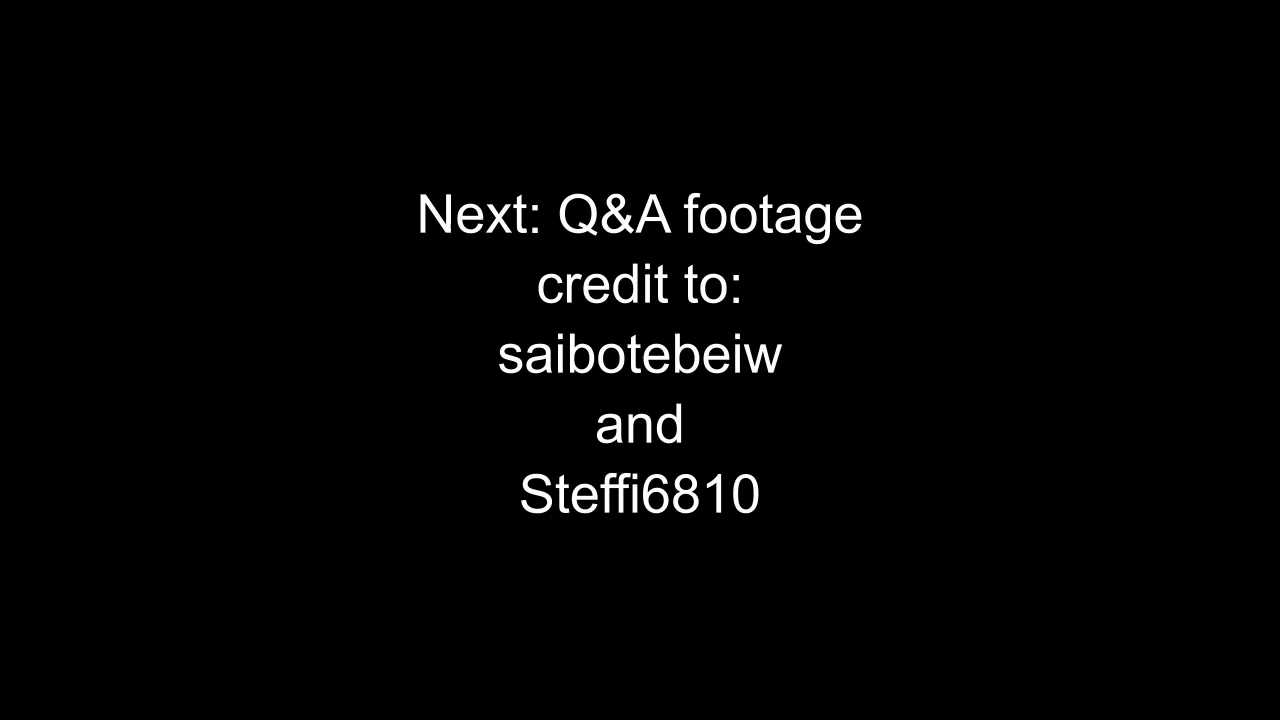 Next: Q&A footage
credit to:
saibotebeiw
and
Steffi6810